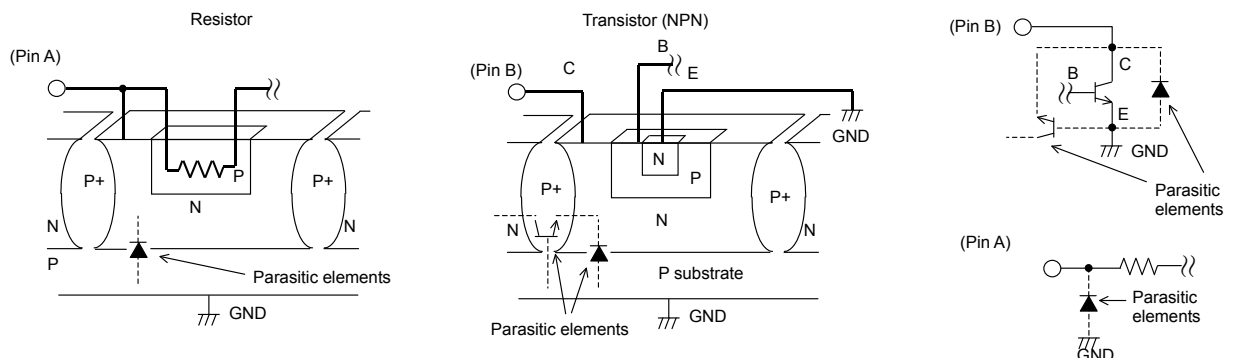 Resistor
(Pin A)
P+
P
P+
N
N
N
P
Parasitic elements
GND
Transistor (NPN)
B
(Pin B)
C
E
GND
N
P+
P
P+
N
N
N
P substrate
GND
Parasitic elements
(Pin B)
C
B
E
GND
Parasitic
elements
(Pin A)
Parasitic
elements
GND